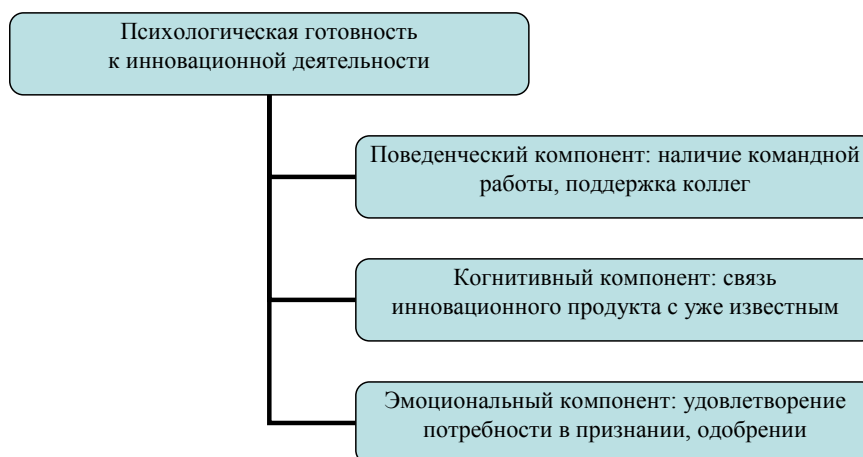 Психологическая готовность
к инновационной деятельности
Поведенческий компонент: наличие командной
работы, поддержка коллег
Когнитивный компонент: связь
инновационного продукта с уже известным
Эмоциональный компонент: удовлетворение
потребности в признании, одобрении